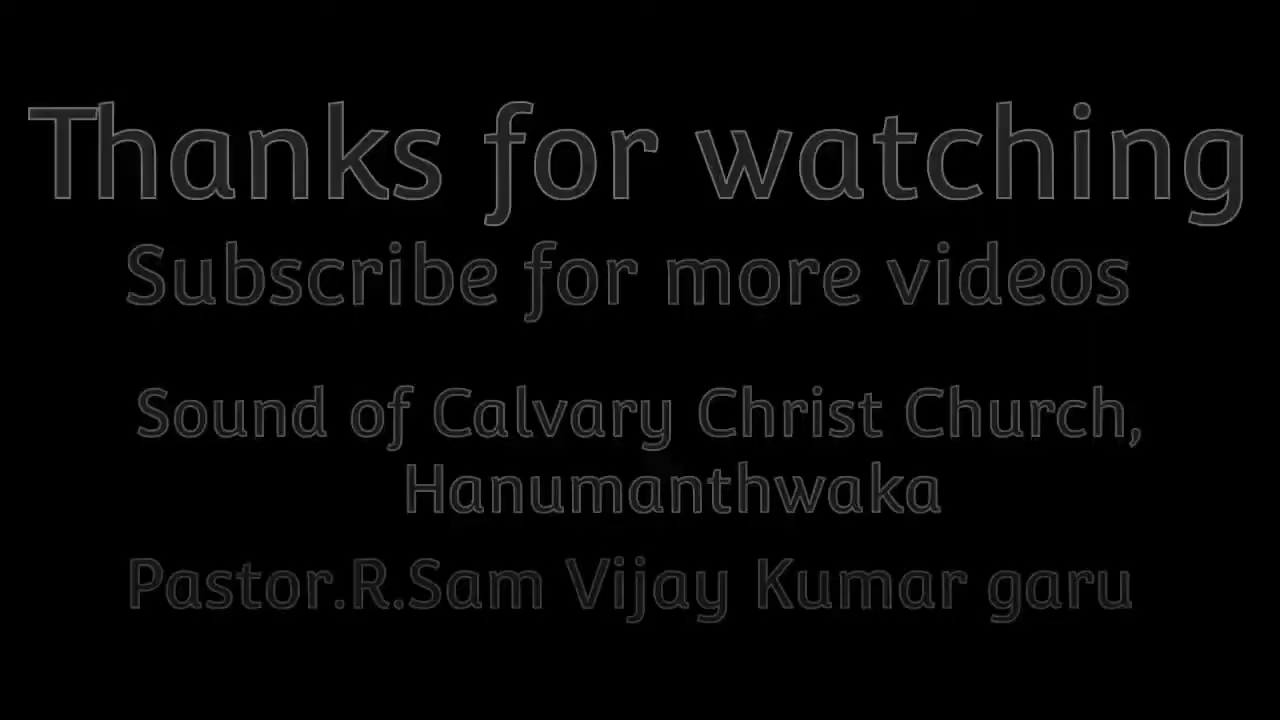 Thanks for watching
Subscribe for more videos
Sound of Calvary Christ Church,
Hanumanthwaka
Pastor.R.Sam Vijay Kumar garu